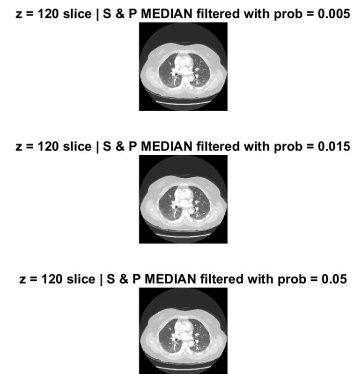 z = 120 slice | S & P MEDIAN filtered with prob = 0.005
z = 120 slice | S & P MEDIAN filtered with prob = 0.015
z = 120 slice | S & P MEDIAN filtered with prob = 0.05